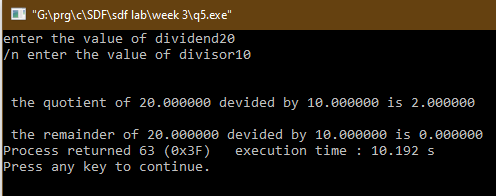 "G:\prg\c\SDF\sdf lab\week 3\q5.exe"
enter the value of dividend20
/n enter the value of divisor10
the quotient of 20.000000 devided by 10.000000 is 2.000000
the remainder of 20.000000 devided by 10.000000 is 0.000000
Process returned 63 (0x3F)   execution time : 10.192 s
Press any key to continue.